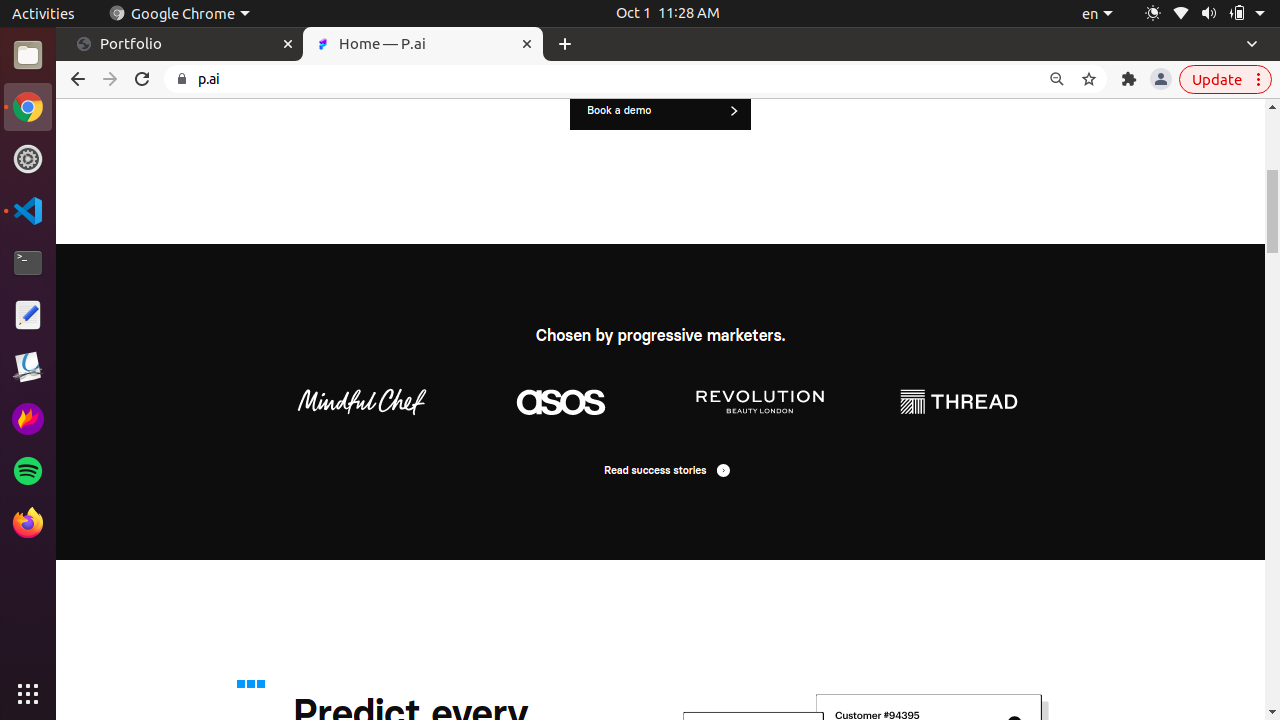 Activities
Google Chrome
Oct 1 11:28 AM
en
Portfolio
Home — P.ai
p.ai
Update
Book a demo
Chosen by progressive marketers.
Mindful Chef
asos
REVOLUTION
BEAUTY LONDON
THREAD
Read success stories
Predict every
Customer #94395